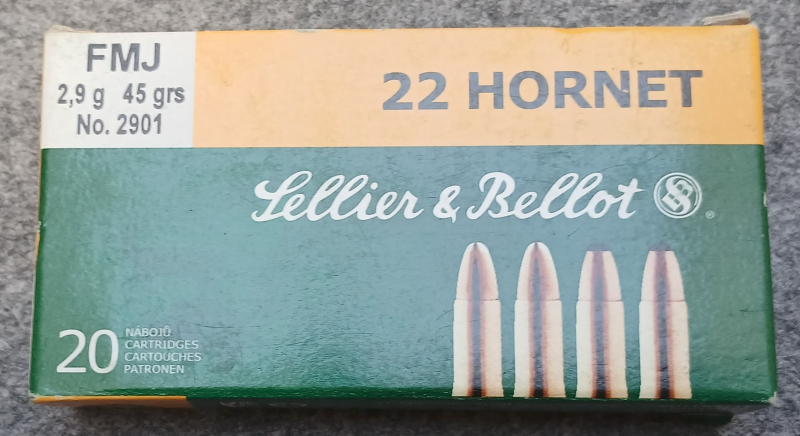 FMJ
2,9 g 45 grs
No. 2901
22 HORNET
Sellier & Bellot
®
20
NÁBOJŮ
CARTRIDGES
CARTOUCHES
PATRONEN